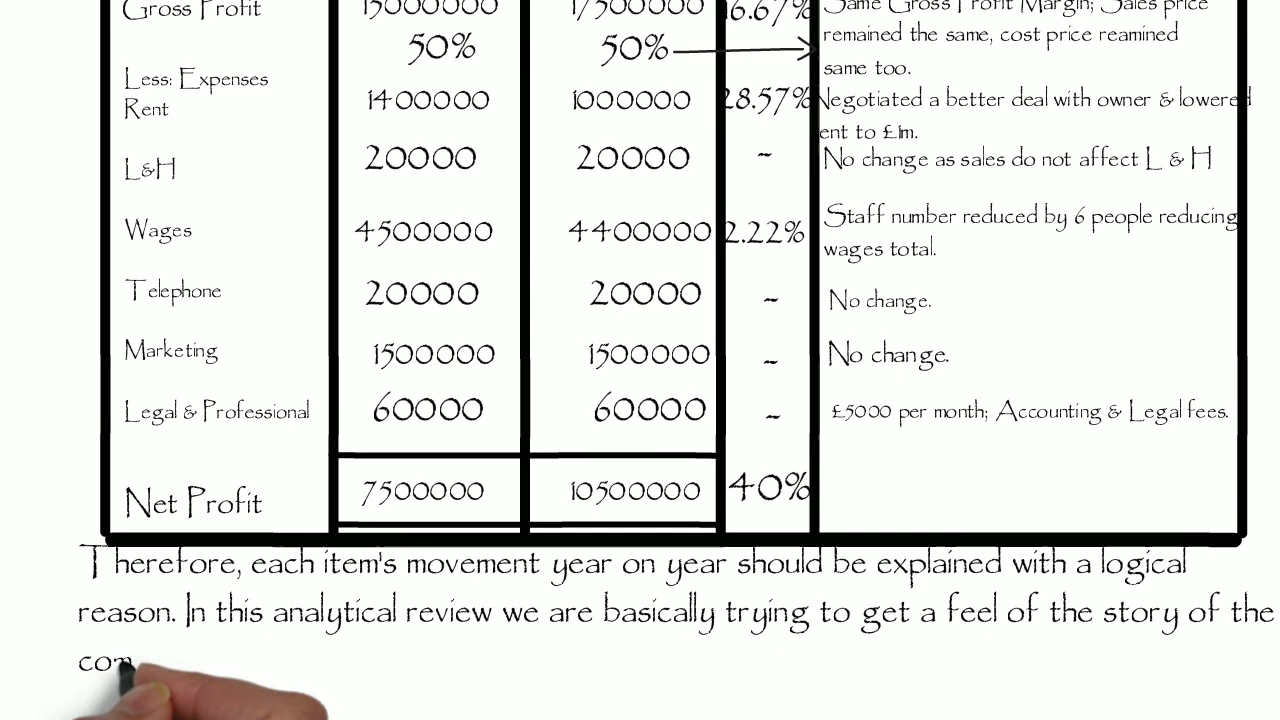 Gross Profit 15000000 17500000 16.67% Same Gross Profit Margin; Sales price
50% 50% remained the same, cost price reamined
same too.
Less: Expenses
Rent 1400000 1000000 28.57% Negotiated a better deal with owner & lowered
ent to £1m.
L&H 20000 20000 - No change as sales do not affect L & H
Wages 4500000 4400000 2.22% Staff number reduced by 6 people reducing
wages total.
Telephone 20000 20000 - No change.
Marketing 1500000 1500000 - No change.
Legal & Professional 60000 60000 - £5000 per month; Accounting & Legal fees.
Net Profit 7500000 10500000 40%
Therefore, each item's movement year on year should be explained with a logical
reason. In this analytical review we are basically trying to get a feel of the story of the
com